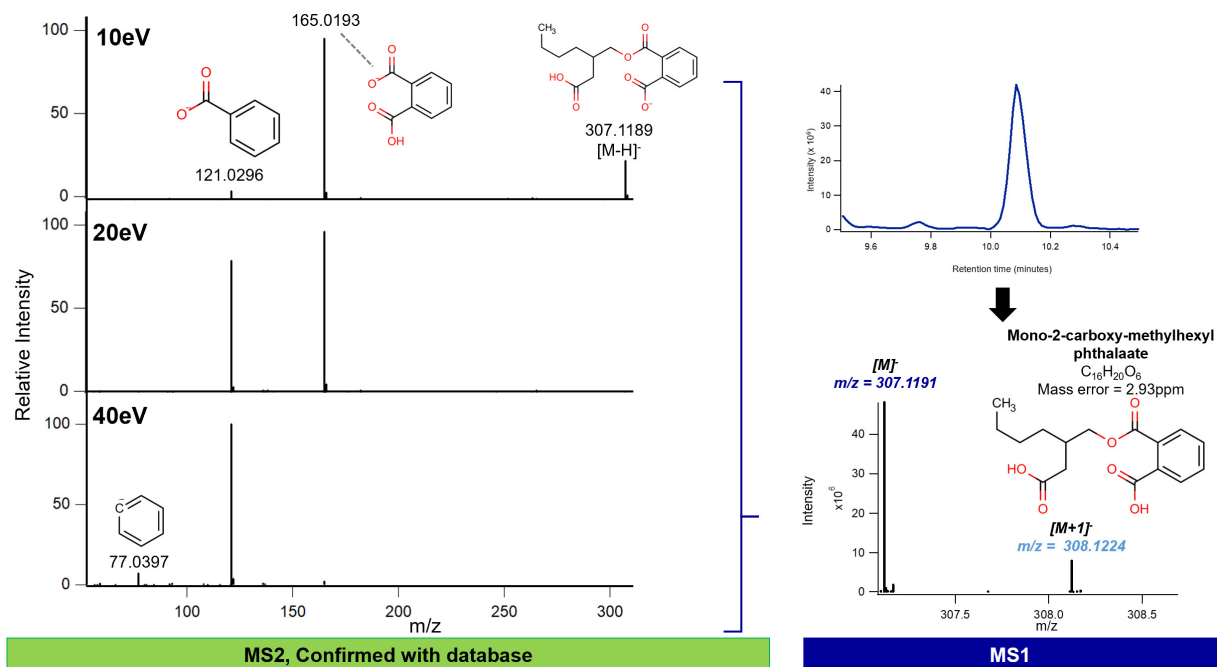 10eV
165.0193
121.0296
307.1189
[M-H]-
CH3
O
O
HO
O
O
O-
O
O-
O
O-
O
OH
100
50
0
20eV
100
50
0
40eV
100
50
0
C-
77.0397
Relative Intensity
100
150
200
250
300
m/z
MS2, Confirmed with database
Intensity (x 10⁶)
40
30
20
10
0
9.6
9.8
10.0
10.2
10.4
Retention time (minutes)
Mono-2-carboxy-methylhexyl
phthalaate
C₁₆H₂₀O₆
Mass error = 2.93ppm
[M]-
m/z = 307.1191
CH3
O
O
HO
O
O
OH
[M+1]-
m/z = 308.1224
Intensity
x10⁶
40
30
20
10
0
307.5
308.0
308.5
m/z
MS1